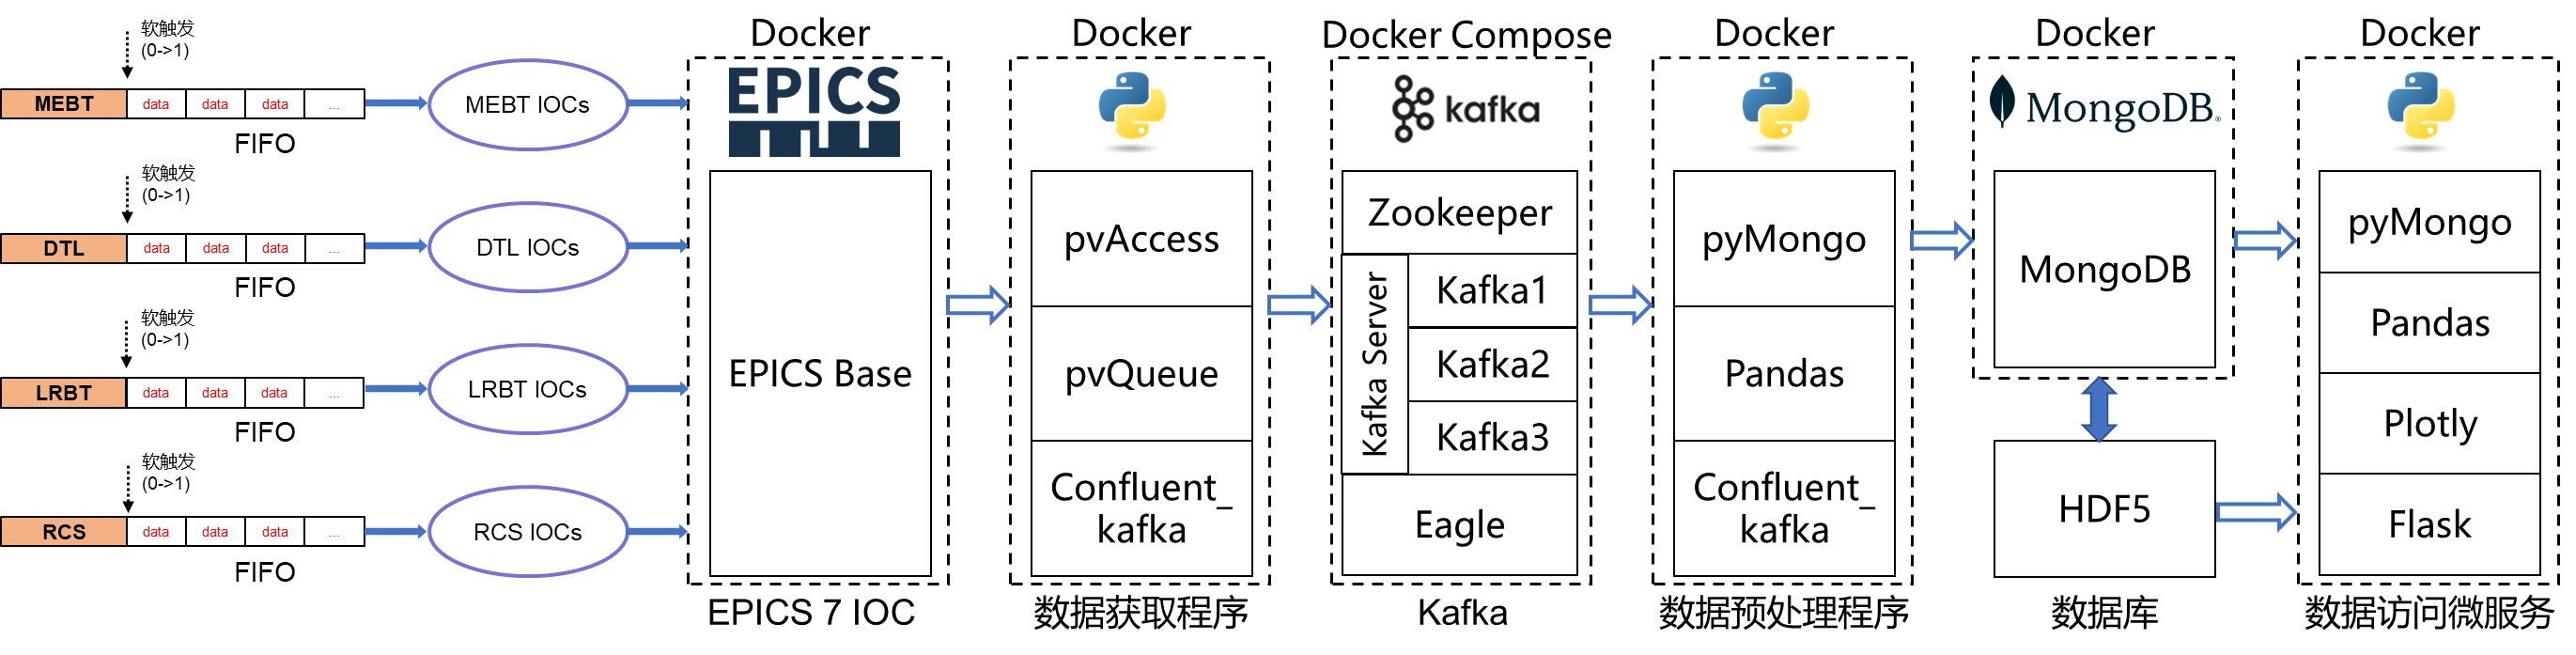 软触发
(0->1)
MEBT data data data ...
FIFO
MEBT IOCs
软触发
(0->1)
DTL data data data ...
FIFO
DTL IOCs
软触发
(0->1)
LRBT data data data ...
FIFO
LRBT IOCs
软触发
(0->1)
RCS data data data ...
FIFO
RCS IOCs
Docker
EPICS
EPICS Base
EPICS 7 IOC
Docker
pvAccess
pvQueue
Confluent_
kafka
数据获取程序
Docker Compose
kafka
Zookeeper
Kafka Server
Kafka1
Kafka2
Kafka3
Eagle
Kafka
Docker
pyMongo
Pandas
Confluent_
kafka
数据预处理程序
Docker
MongoDB®
MongoDB
HDF5
数据库
Docker
pyMongo
Pandas
Plotly
Flask
数据访问微服务